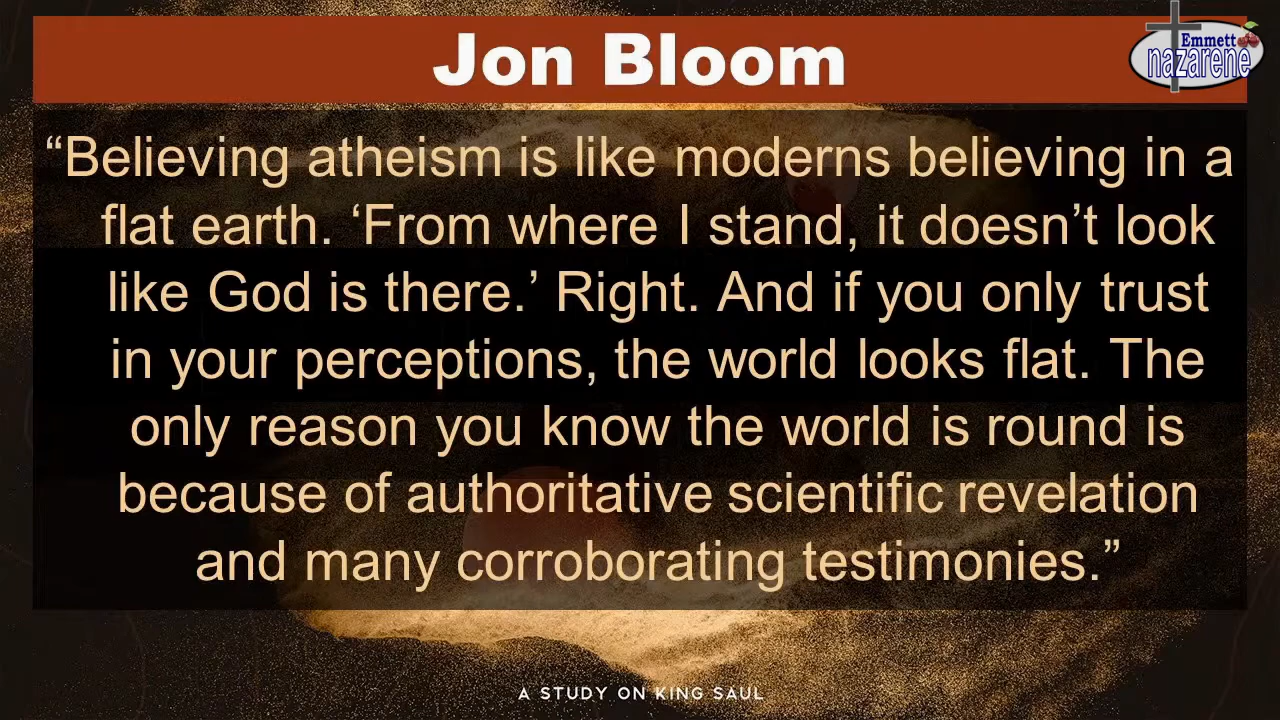 Jon Bloom
Emmett
nazarene
“Believing atheism is like moderns believing in a
flat earth. ‘From where I stand, it doesn’t look
like God is there.’ Right. And if you only trust
in your perceptions, the world looks flat. The
only reason you know the world is round is
because of authoritative scientific revelation
and many corroborating testimonies.”
A STUDY ON KING SAUL